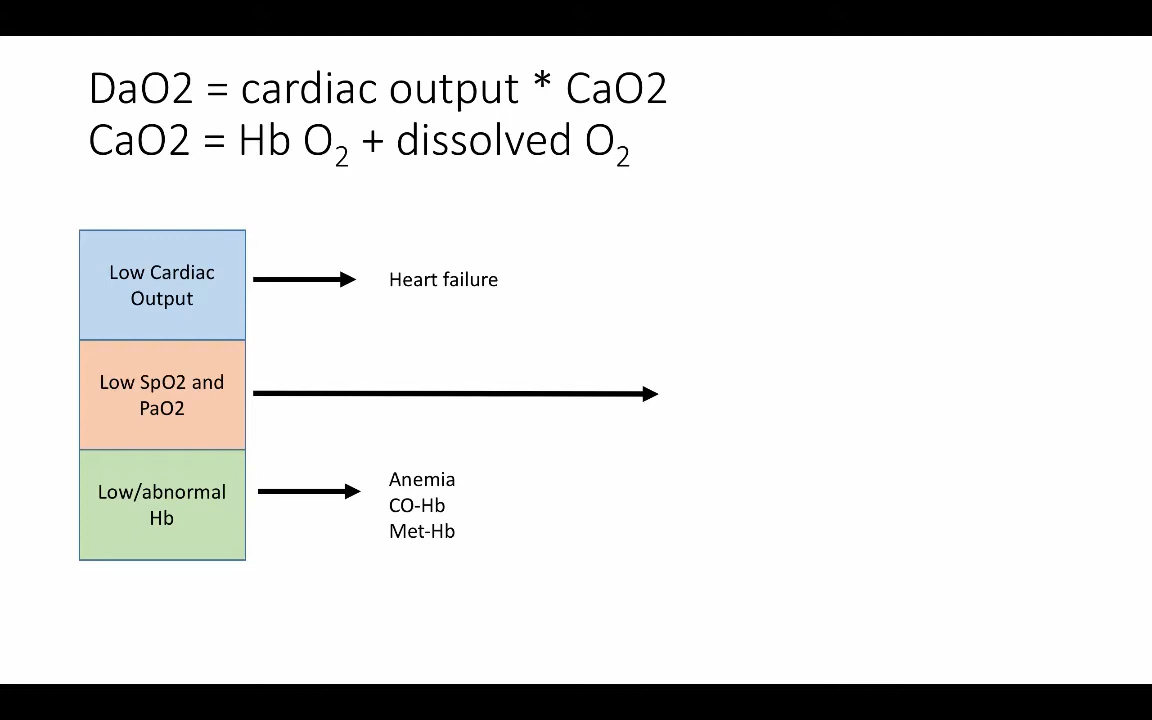 DaO2 = cardiac output * CaO2
CaO2 = Hb O₂ + dissolved O₂
Low Cardiac
Output
Heart failure
Low SpO2 and
PaO2
Low/abnormal
Hb
Anemia
CO-Hb
Met-Hb